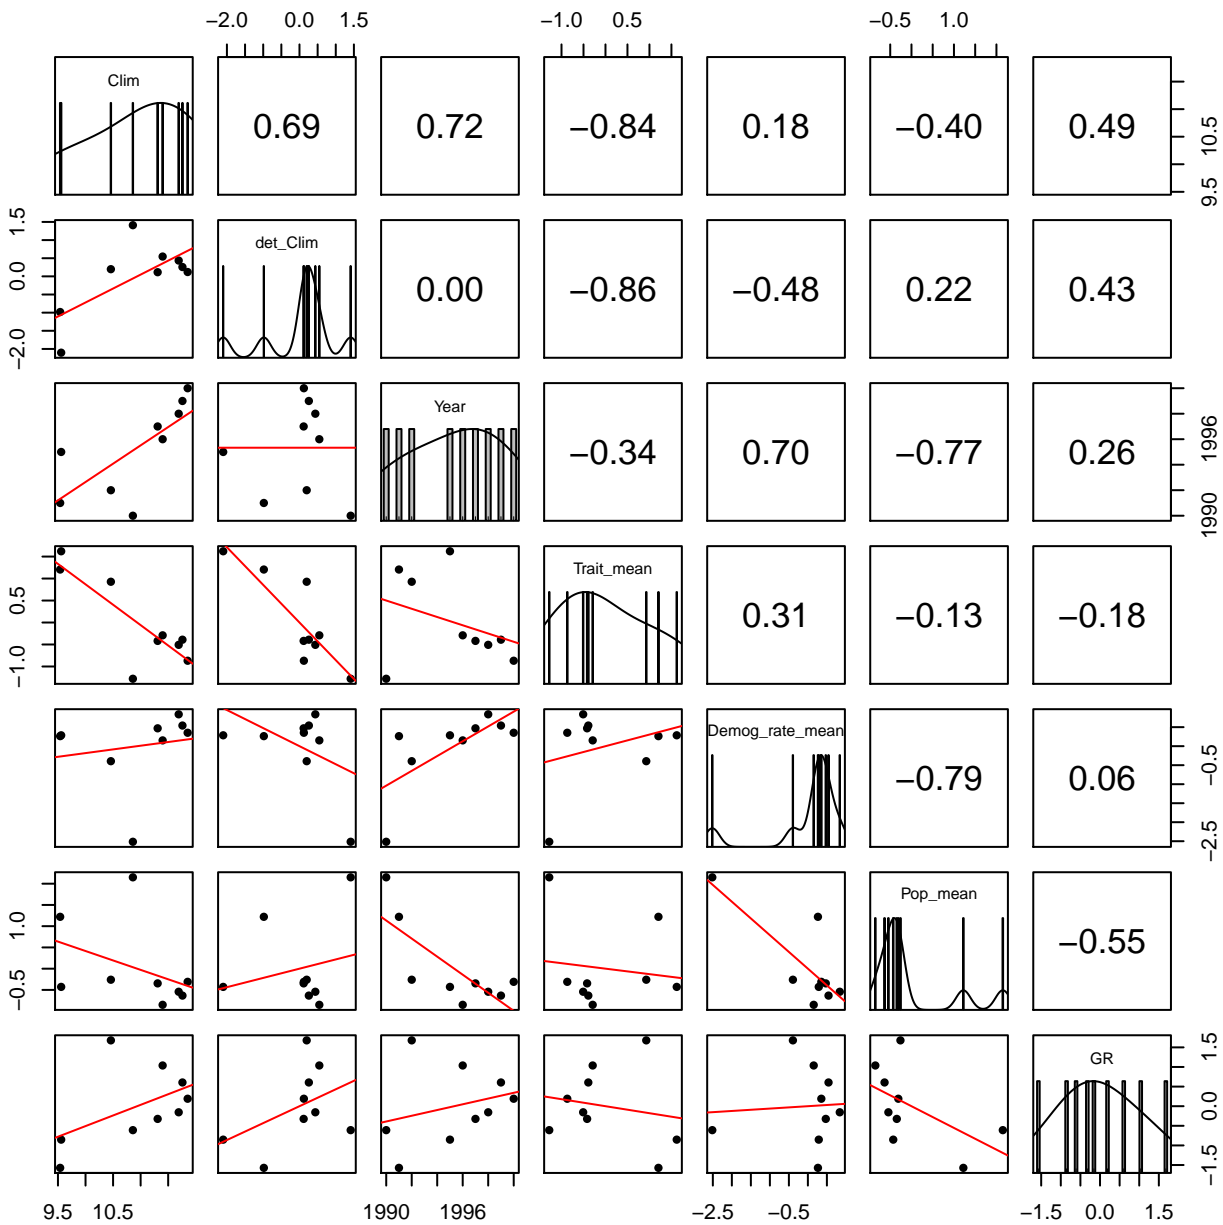 −2.0 0.0 1.5 −1.0 0.5 −0.5 1.0
Clim 0.69 0.72 −0.84 0.18 −0.40 0.49
9.5 10.5
−2.0 0.0 1.5
det_Clim 0.00 −0.86 −0.48 0.22 0.43
Year −0.34 0.70 −0.77 0.26
1990 1996
−1.0 0.5
Trait_mean 0.31 −0.13 −0.18
Demog_rate_mean −0.79 0.06
−2.5 −0.5
−0.5 1.0
Pop_mean −0.55
GR
−1.5 0.0 1.5
9.5 10.5 1990 1996 −2.5 −0.5 −1.5 0.0 1.5